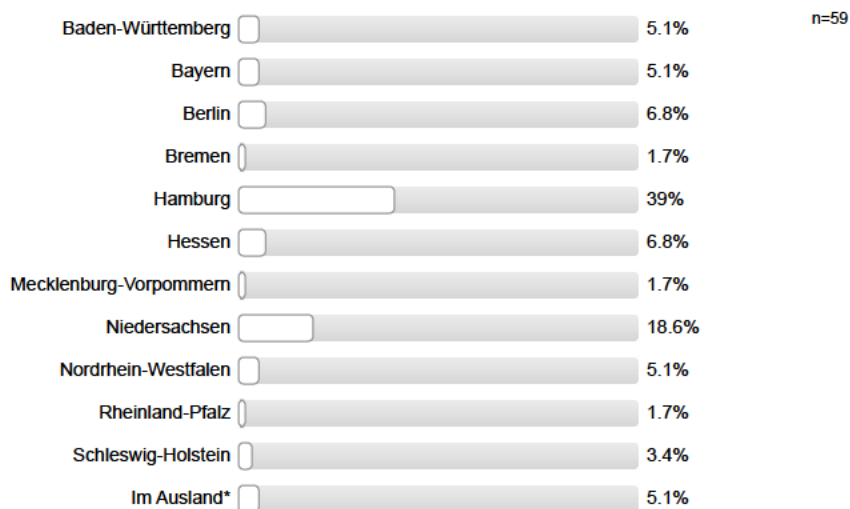 Baden-Württemberg 5.1% n=59
Bayern 5.1%
Berlin 6.8%
Bremen 1.7%
Hamburg 39%
Hessen 6.8%
Mecklenburg-Vorpommern 1.7%
Niedersachsen 18.6%
Nordrhein-Westfalen 5.1%
Rheinland-Pfalz 1.7%
Schleswig-Holstein 3.4%
Im Ausland* 5.1%